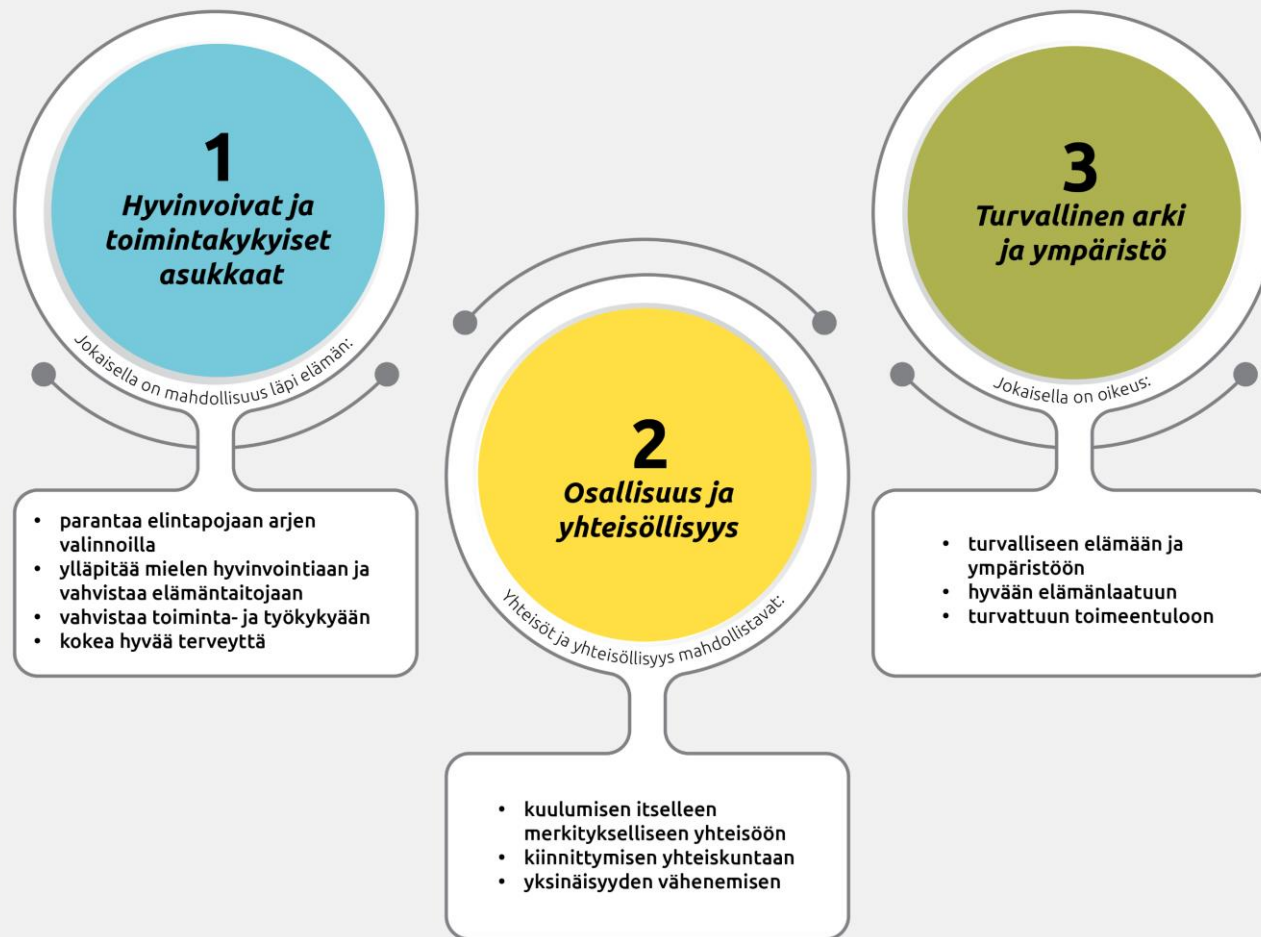 1
Hyvinvoivat ja
toimintakykyiset
asukkaat
Jokaisella on mahdollisuus läpi elämän:
• parantaa elintapojaan arjen
valinnoilla
• ylläpitää mielen hyvinvointiaan ja
vahvistaa elämäntaitojaan
• vahvistaa toiminta- ja työkykyään
• kokea hyvää terveyttä
2
Osallisuus ja
yhteisöllisyys
Yhteisöt ja yhteisöllisyys mahdollistavat:
• kuulumisen itselleen
merkitykselliseen yhteisöön
• kiinnittymisen yhteiskuntaan
• yksinäisyyden vähenemisen
3
Turvallinen arki
ja ympäristö
Jokaisella on oikeus:
• turvalliseen elämään ja
ympäristöön
• hyvään elämänlaatuun
• turvattuun toimeentuloon